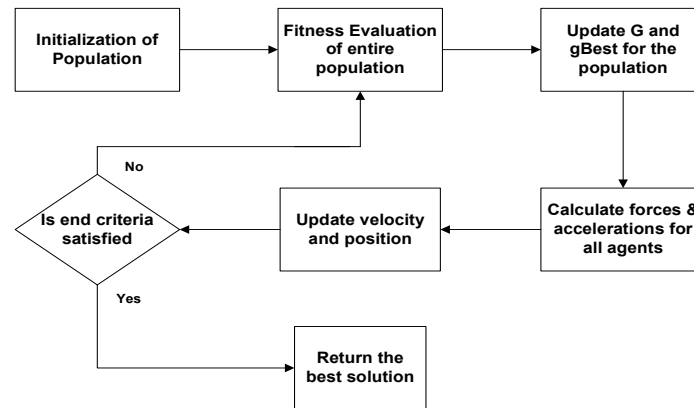 Initialization of
Population
Fitness Evaluation
of entire
population
Update G and
gBest for the
population
No
Is end criteria
satisfied
Update velocity
and position
Calculate forces &
accelerations for
all agents
Yes
Return the
best solution